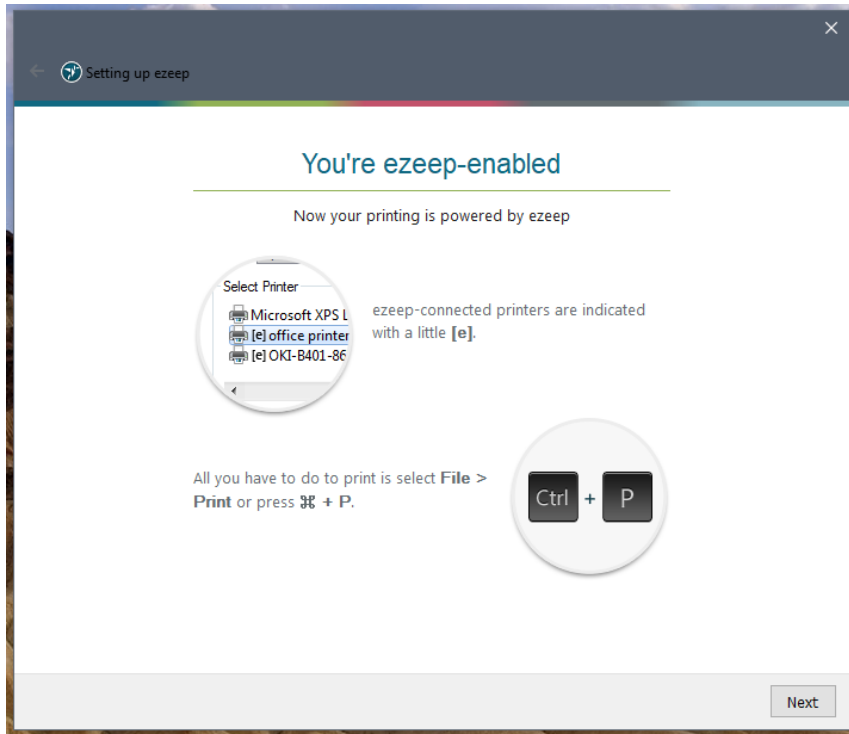 Setting up ezeep
You're ezeep-enabled
Now your printing is powered by ezeep
Select Printer
Microsoft XPS L
[e] office printer
[e] OKI-B401-86
ezeep-connected printers are indicated
with a little [e].
All you have to do to print is select File >
Print or press ⌘ + P.
Ctrl + P
Next